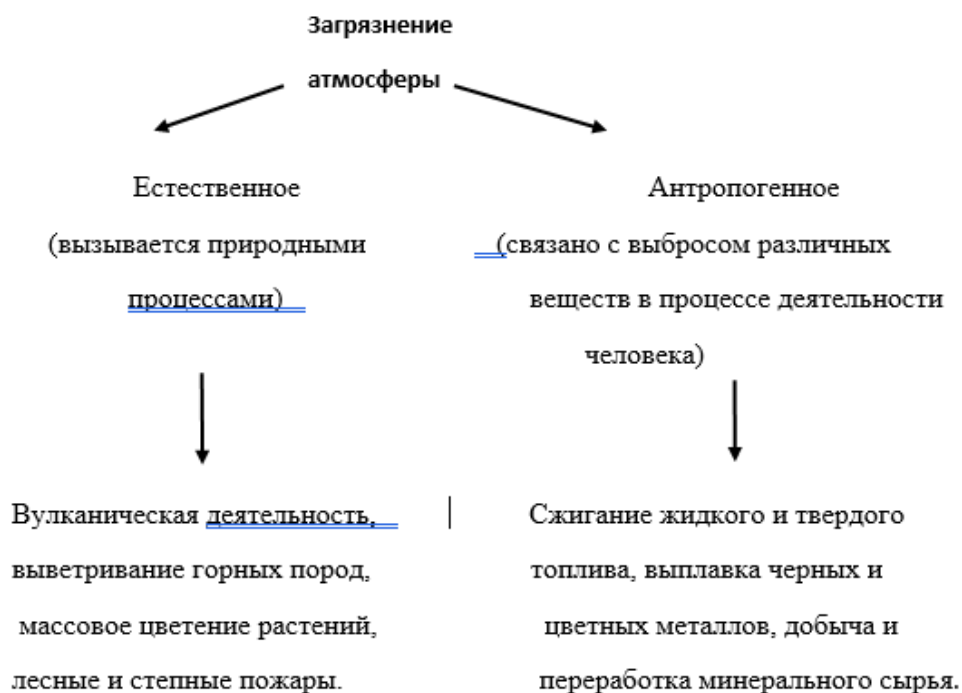 Загрязнение
атмосферы
Естественное
(вызывается природными
процессами)
Антропогенное
(связано с выбросом различных
веществ в процессе деятельности
человека)
Вулканическая деятельность,
выветривание горных пород,
массовое цветение растений,
лесные и степные пожары.
Сжигание жидкого и твердого
топлива, выплавка черных и
цветных металлов, добыча и
переработка минерального сырья.